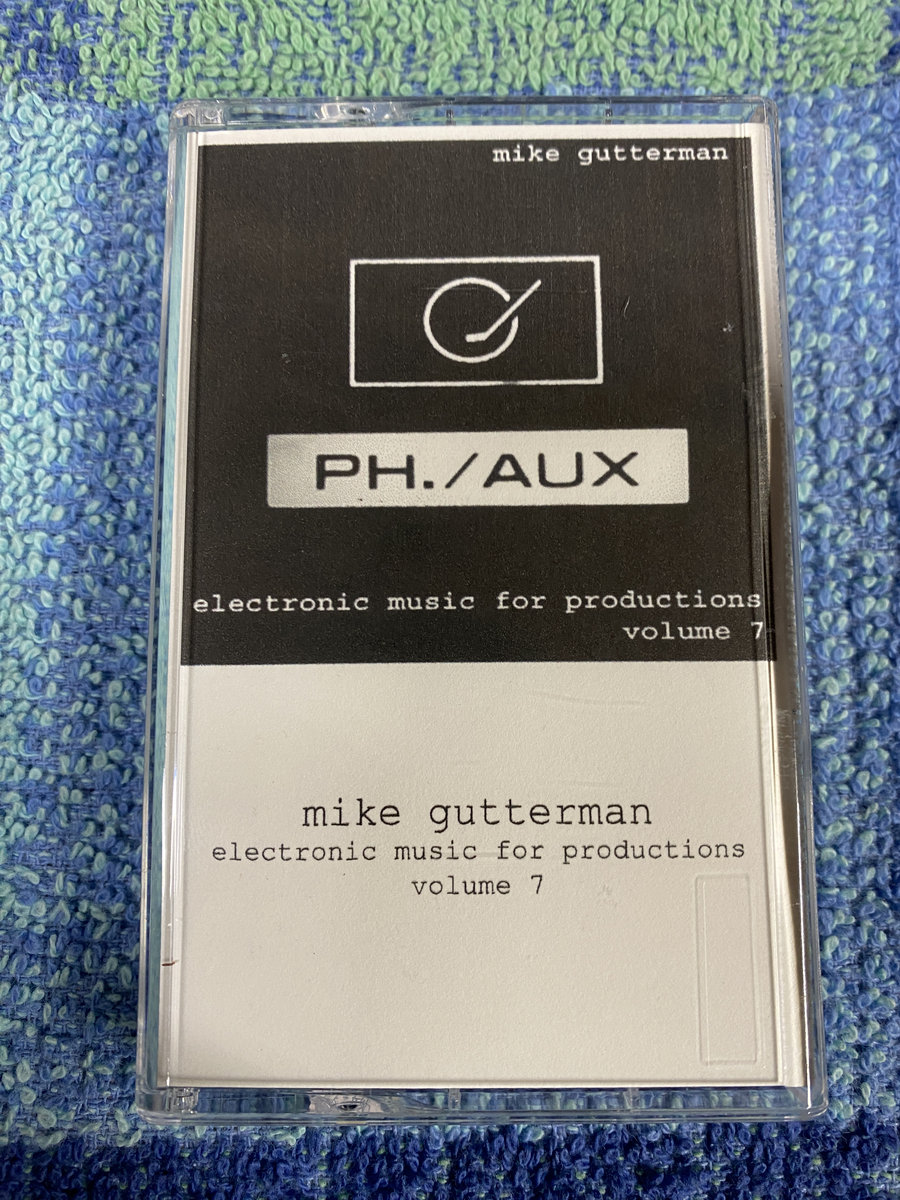 mike gutterman
PH./AUX
electronic music for productions
volume 7
mike gutterman
electronic music for productions
volume 7